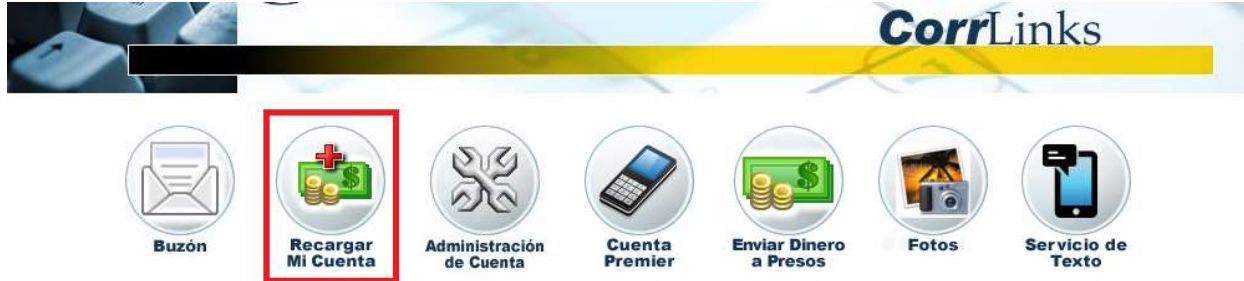 CorrLinks
Buzón
Recargar
Mi Cuenta
Administración
de Cuenta
Cuenta
Premier
Enviar Dinero
a Presos
Fotos
Servicio de
Texto